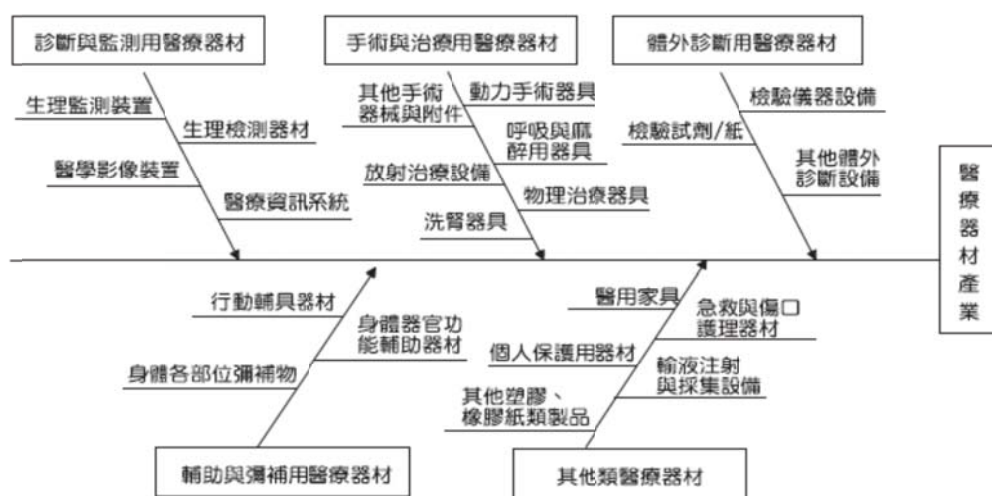 診斷與監測用醫療器材
手術與治療用醫療器材
體外診斷用醫療器材
生理監測裝置
生理檢測器材
醫學影像裝置
醫療資訊系統
其他手術
器械與附件
動力手術器具
呼吸與麻
醉用器具
放射治療設備
物理治療器具
洗腎器具
檢驗儀器設備
檢驗試劑/紙
其他體外
診斷設備
醫療器材產業
行動輔具器材
身體器官功
能輔助器材
身體各部位彌補物
醫用家具
急救與傷口
護理器材
個人保護用器材
輸液注射
與採集設備
其他塑膠、
橡膠紙類製品
輔助與彌補用醫療器材
其他類醫療器材